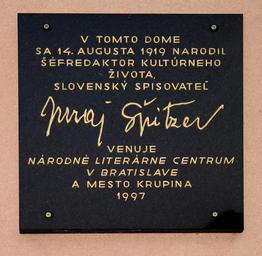 V TOMTO DOME
SA 14. AUGUSTA 1919 NARODIL
ŠÉFREDAKTOR KULTÚRNEHO
ŽIVOTA,
SLOVENSKÝ SPISOVATEĽ
Juraj Špitzer
VENUJE
NÁRODNÉ LITERÁRNE CENTRUM
V BRATISLAVE
A MESTO KRUPINA
1997